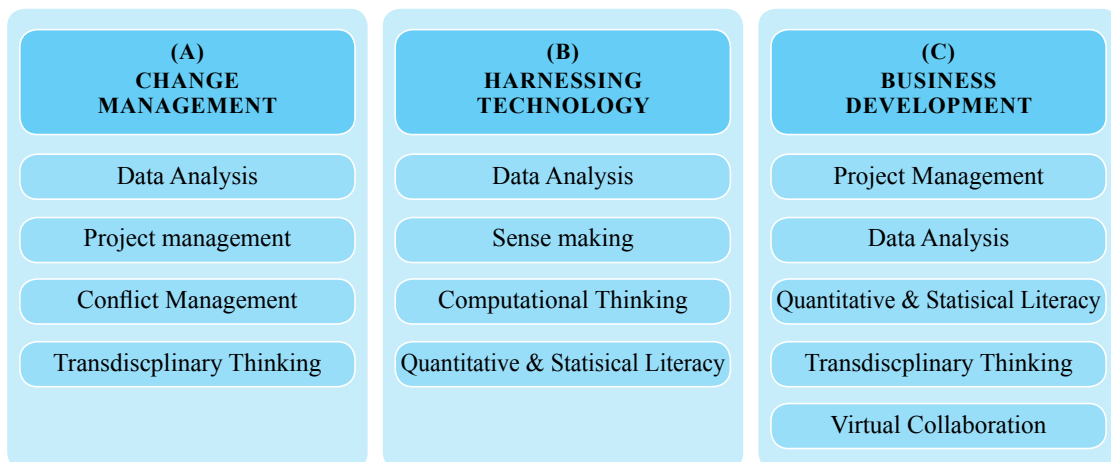 (A)
CHANGE
MANAGEMENT
Data Analysis
Project management
Conflict Management
Transdiscplinary Thinking
(B)
HARNESSING
TECHNOLOGY
Data Analysis
Sense making
Computational Thinking
Quantitative & Statisical Literacy
(C)
BUSINESS
DEVELOPMENT
Project Management
Data Analysis
Quantitative & Statisical Literacy
Transdiscplinary Thinking
Virtual Collaboration